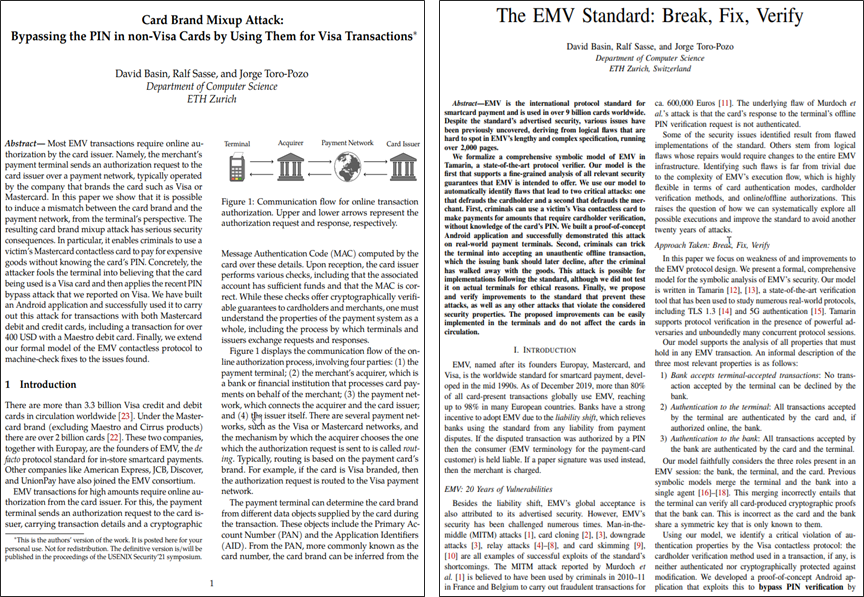 Card Brand Mixup Attack:
Bypassing the PIN in non-Visa Cards by Using Them for Visa Transactions*
David Basin, Ralf Sasse, and Jorge Toro-Pozo
Department of Computer Science
ETH Zurich
Abstract— Most EMV transactions require online au-
thorization by the card issuer. Namely, the merchant's
payment terminal sends an authorization request to the
card issuer over a payment network, typically operated
by the company that brands the card such as Visa or
Mastercard. In this paper we show that it is possible
to induce a mismatch between the card brand and the
payment network, from the terminal's perspective. The
resulting card brand mixup attack has serious security
consequences. In particular, it enables criminals to use a
victim's Mastercard contactless card to pay for expensive
goods without knowing the card's PIN. Concretely, the
attacker fools the terminal into believing that the card
being used is a Visa card and then applies the recent PIN
bypass attack that we reported on Visa. We have built
an Android application and successfully used it to carry
out this attack for transactions with both Mastercard
debit and credit cards, including a transaction for over
400 USD with a Maestro debit card. Finally, we extend
our formal model of the EMV contactless protocol to
machine-check fixes to the issues found.
1 Introduction
There are more than 3.3 billion Visa credit and debit
cards in circulation worldwide [23]. Under the Master-
card brand (excluding Maestro and Cirrus products)
there are over 2 billion cards [22]. These two companies,
together with Europay, are the founders of EMV, the de
facto protocol standard for in-store smartcard payments.
Other companies like American Express, JCB, Discover,
and UnionPay have also joined the EMV consortium.
EMV transactions for high amounts require online au-
thorization from the card issuer. For this, the payment
terminal sends an authorization request to the card is-
suer, carrying transaction details and a cryptographic
*This is the authors' version of the work. It is posted here for your
personal use. Not for redistribution. The definitive version is/will be
published in the proceedings of the USENIX Security'21 symposium.
Terminal Acquirer Payment Network Card Issuer
Figure 1: Communication flow for online transaction
authorization. Upper and lower arrows represent the
authorization request and response, respectively.
Message Authentication Code (MAC) computed by the
card over these details. Upon reception, the card issuer
performs various checks, including that the associated
account has sufficient funds and that the MAC is cor-
rect. While these checks offer cryptographically verifi-
able guarantees to cardholders and merchants, one must
understand the properties of the payment system as a
whole, including the process by which terminals and
issuers exchange requests and responses.
Figure 1 displays the communication flow of the on-
line authorization process, involving four parties: (1) the
payment terminal; (2) the merchant's acquirer, which is
a bank or financial institution that processes card pay-
ments on behalf of the merchant; (3) the payment net-
work, which connects the acquirer and the card issuer;
and (4) the issuer itself. There are several payment net-
works, such as the Visa or Mastercard networks, and
the mechanism by which the acquirer chooses the one
which the authorization request is sent to is called rout-
ing. Typically, routing is based on the payment card's
brand. For example, if the card is Visa branded, then
the authorization request is routed to the Visa payment
network.
The payment terminal can determine the card brand
from different data objects supplied by the card during
the transaction. These objects include the Primary Ac-
count Number (PAN) and the Application Identifiers
(AID). From the PAN, more commonly known as the
card number, the card brand can be inferred from the
1
The EMV Standard: Break, Fix, Verify
David Basin, Ralf Sasse, and Jorge Toro-Pozo
Department of Computer Science
ETH Zurich, Switzerland
Abstract—EMV is the international protocol standard for
smartcard payment and is used in over 9 billion cards worldwide.
Despite the standard's advertised security, various issues have
been previously uncovered, deriving from logical flaws that are
hard to spot in EMV's lengthy and complex specification, running
over 2,000 pages.
We formalize a comprehensive symbolic model of EMV in
Tamarin, a state-of-the-art protocol verifier. Our model is the
first that supports a fine-grained analysis of all relevant security
guarantees that EMV is intended to offer. We use our model to
automatically identify flaws that lead to two critical attacks: one
that defrauds the cardholder and a second that defrauds the mer-
chant. First, criminals can use a victim's Visa contactless card to
make payments for amounts that require cardholder verification,
without knowledge of the card's PIN. We built a proof-of-concept
Android application and successfully demonstrated this attack
on real-world payment terminals. Second, criminals can trick
the terminal into accepting an unauthentic offline transaction,
which the issuing bank should later decline, after the criminal
has walked away with the goods. This attack is possible for
implementations following the standard, although we did not test
it on actual terminals for ethical reasons. Finally, we propose
and verify improvements to the standard that prevent these
attacks, as well as any other attacks that violate the considered
security properties. The proposed improvements can be easily
implemented in the terminals and do not affect the cards in
circulation.
I. INTRODUCTION
EMV, named after its founders Europay, Mastercard, and
Visa, is the worldwide standard for smartcard payment, devel-
oped in the mid 1990s. As of December 2019, more than 80%
of all card-present transactions globally use EMV, reaching
up to 98% in many European countries. Banks have a strong
incentive to adopt EMV due to the liability shift, which relieves
banks using the standard from any liability from payment
disputes. If the disputed transaction was authorized by a PIN
then the consumer (EMV terminology for the payment-card
customer) is held liable. If a paper signature was used instead,
then the merchant is charged.
EMV: 20 Years of Vulnerabilities
Besides the liability shift, EMV's global acceptance is
also attributed to its advertised security. However, EMV's
security has been challenged numerous times. Man-in-the-
middle (MITM) attacks [1], card cloning [2], [3], downgrade
attacks [3], relay attacks [4]–[8], and card skimming [9],
[10] are all examples of successful exploits of the standard's
shortcomings. The MITM attack reported by Murdoch et
al. [1] is believed to have been used by criminals in 2010–11
in France and Belgium to carry out fraudulent transactions for
ca. 600,000 Euros [11]. The underlying flaw of Murdoch et
al.'s attack is that the card's response to the terminal's offline
PIN verification request is not authenticated.
Some of the security issues identified result from flawed
implementations of the standard. Others stem from logical
flaws whose repairs would require changes to the entire EMV
infrastructure. Identifying such flaws is far from trivial due
to the complexity of EMV's execution flow, which is highly
flexible in terms of card authentication modes, cardholder
verification methods, and online/offline authorizations. This
raises the question of how we can systematically explore all
possible executions and improve the standard to avoid another
twenty years of attacks.
Approach Taken: Break, Fix, Verify
In this paper we focus on weakness of and improvements to
the EMV protocol design. We present a formal, comprehensive
model for the symbolic analysis of EMV's security. Our model
is written in Tamarin [12], [13], a state-of-the-art verification
tool that has been used to study numerous real-world protocols,
including TLS 1.3 [14] and 5G authentication [15]. Tamarin
supports protocol verification in the presence of powerful ad-
versaries and unboundedly many concurrent protocol sessions.
Our model supports the analysis of all properties that must
hold in any EMV transaction. An informal description of the
three most relevant properties is as follows:
1) Bank accepts terminal-accepted transactions: No trans-
action accepted by the terminal can be declined by the
bank.
2) Authentication to the terminal: All transactions accepted
by the terminal are authenticated by the card and, if
authorized online, the bank.
3) Authentication to the bank: All transactions accepted by
the bank are authenticated by the card and the terminal.
Our model faithfully considers the three roles present in an
EMV session: the bank, the terminal, and the card. Previous
symbolic models merge the terminal and the bank into a
single agent [16]–[18]. This merging incorrectly entails that
the terminal can verify all card-produced cryptographic proofs
that the bank can. This is incorrect as the card and the bank
share a symmetric key that is only known to them.
Using our model, we identify a critical violation of au-
thentication properties by the Visa contactless protocol: the
cardholder verification method used in a transaction, if any, is
neither authenticated nor cryptographically protected against
modification. We developed a proof-of-concept Android ap-
plication that exploits this to bypass PIN verification by